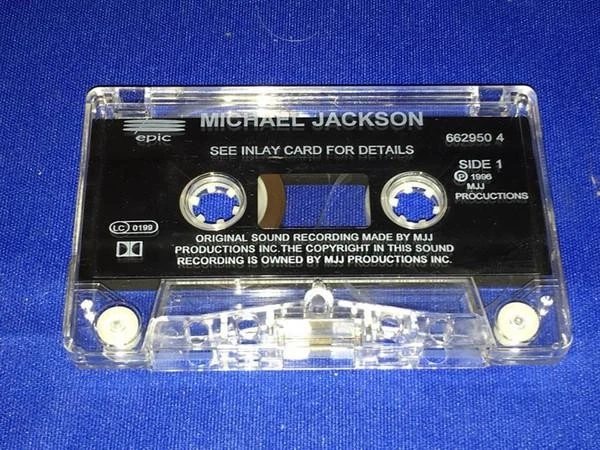 MICHAEL JACKSON
epic
662950 4
SEE INLAY CARD FOR DETAILS
SIDE 1
P 1996
MJJ
PROCUCTIONS
LC 0199
ORIGINAL SOUND RECORDING MADE BY MJJ
PRODUCTIONS INC.THE COPYRIGHT IN THIS SOUND
RECORDING IS OWNED BY MJJ PRODUCTIONS INC.